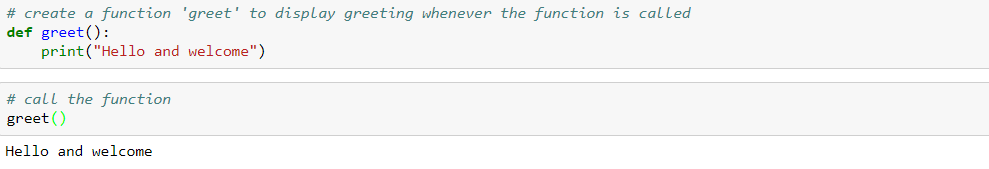 # create a function 'greet' to display greeting whenever the function is called
def greet():
    print("Hello and welcome")
# call the function
greet()
Hello and welcome